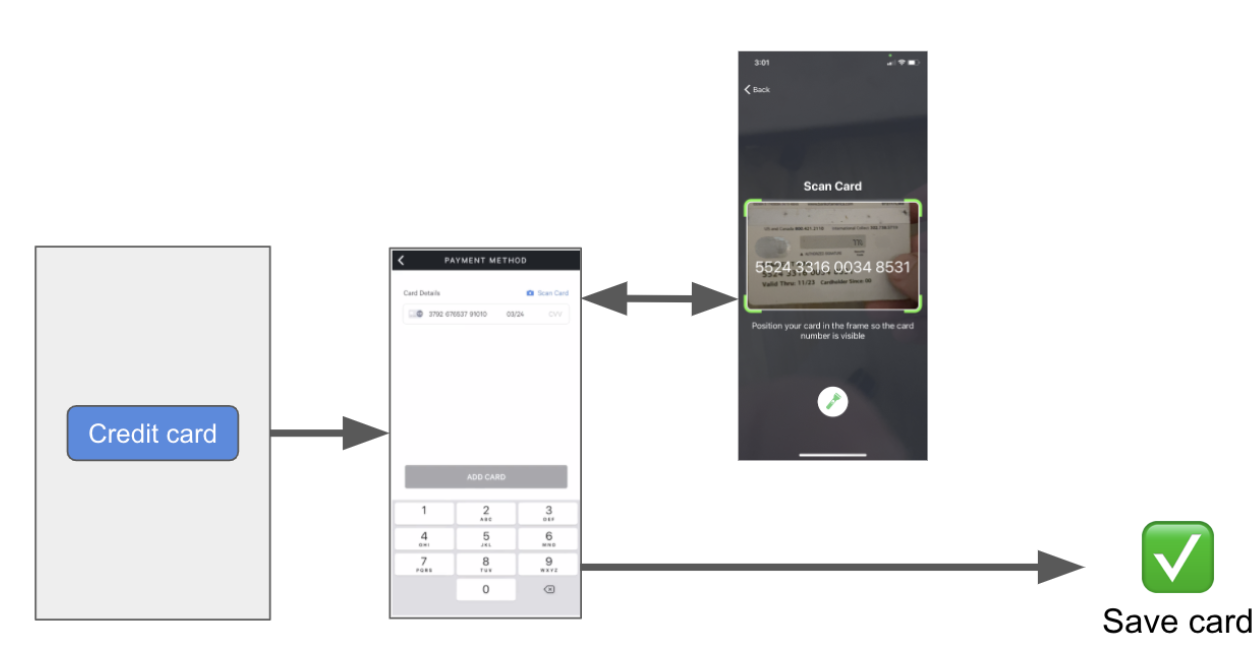 3:01
Back
Scan Card
5524 3316 0034 8531
Valid Thru: 11/23 Cardholder Since
Position your card in the frame so the card
number is visible
PAYMENT METHOD
Card Details
Scan Card
3792 91010 03/24 CVV
Credit card
ADD CARD
1 2 3
ABC DEF
4 5 6
GHI JKL MNO
7 8 9
PQRS TUV WXYZ
0
Save card